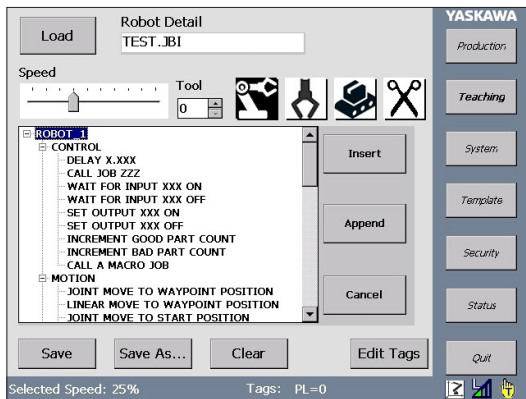 Load
Robot Detail
TEST.JBI
Speed
Tool
0
ROBOT_1
CONTROL
DELAY X.XXX
CALL JOB ZZZ
WAIT FOR INPUT XXX ON
WAIT FOR INPUT XXX OFF
SET OUTPUT XXX ON
SET OUTPUT XXX OFF
INCREMENT GOOD PART COUNT
INCREMENT BAD PART COUNT
CALL A MACRO JOB
MOTION
JOINT MOVE TO WAYPOINT POSITION
LINEAR MOVE TO WAYPOINT POSITION
JOINT MOVE TO START POSITION
Insert
Append
Cancel
Save
Save As...
Clear
Edit Tags
Selected Speed: 25%
Tags: PL=0
YASKAWA
Production
Teaching
System
Template
Security
Status
Quit